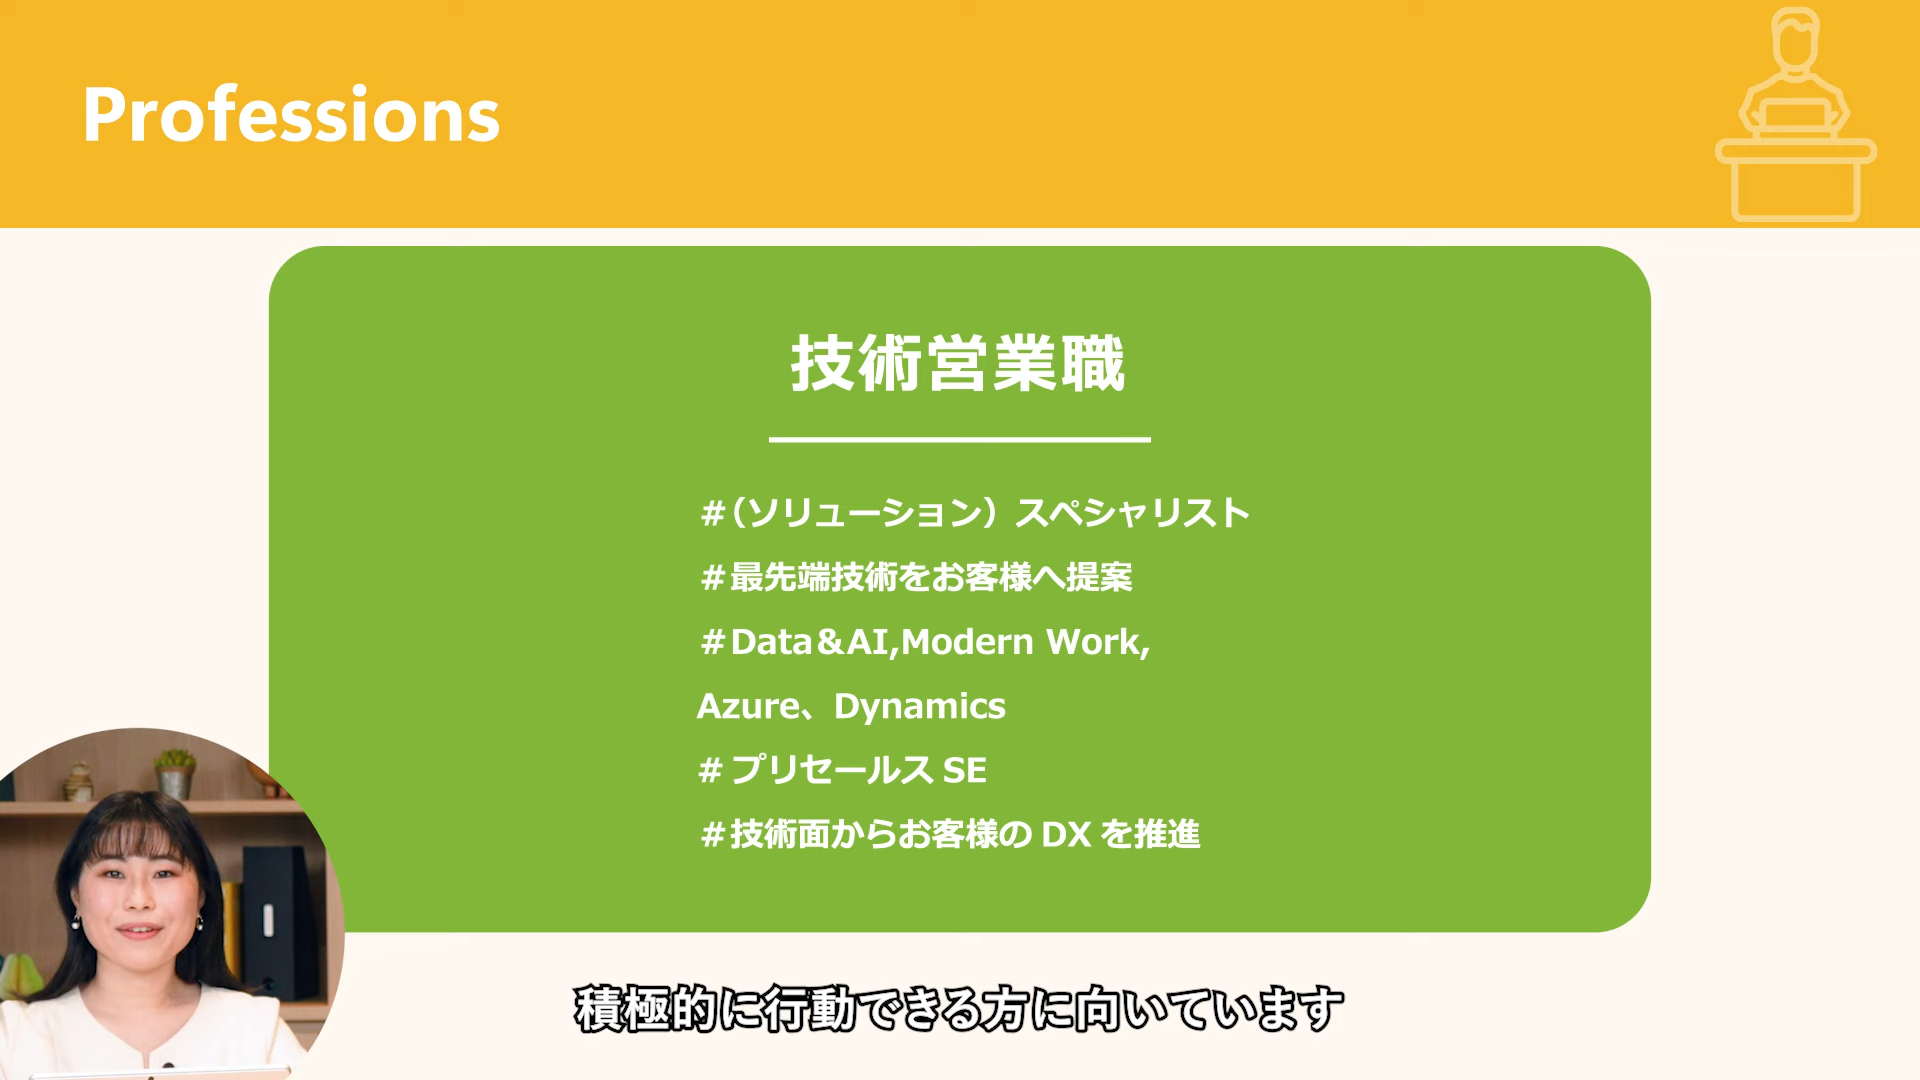 Professions
技術営業職
＃（ソリューション）スペシャリスト
＃最先端技術をお客様へ提案
＃Data＆AI,Modern Work,
Azure、Dynamics
＃プリセールス SE
＃技術面からお客様の DX を推進
積極的に行動できる方に向いています